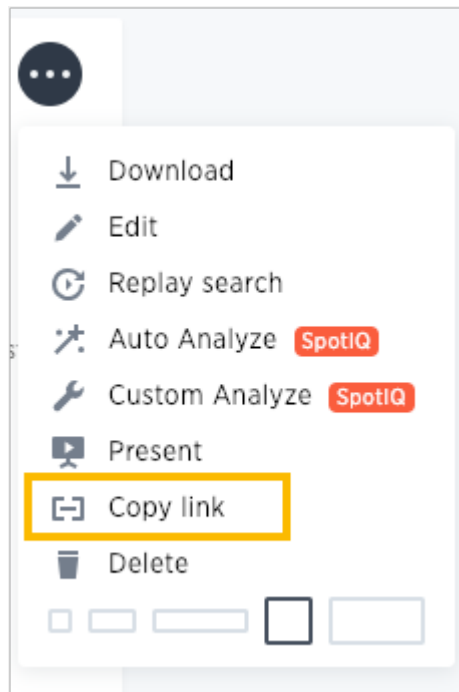 Download
Edit
Replay search
Auto Analyze SpotIQ
Custom Analyze SpotIQ
Present
Copy link
Delete